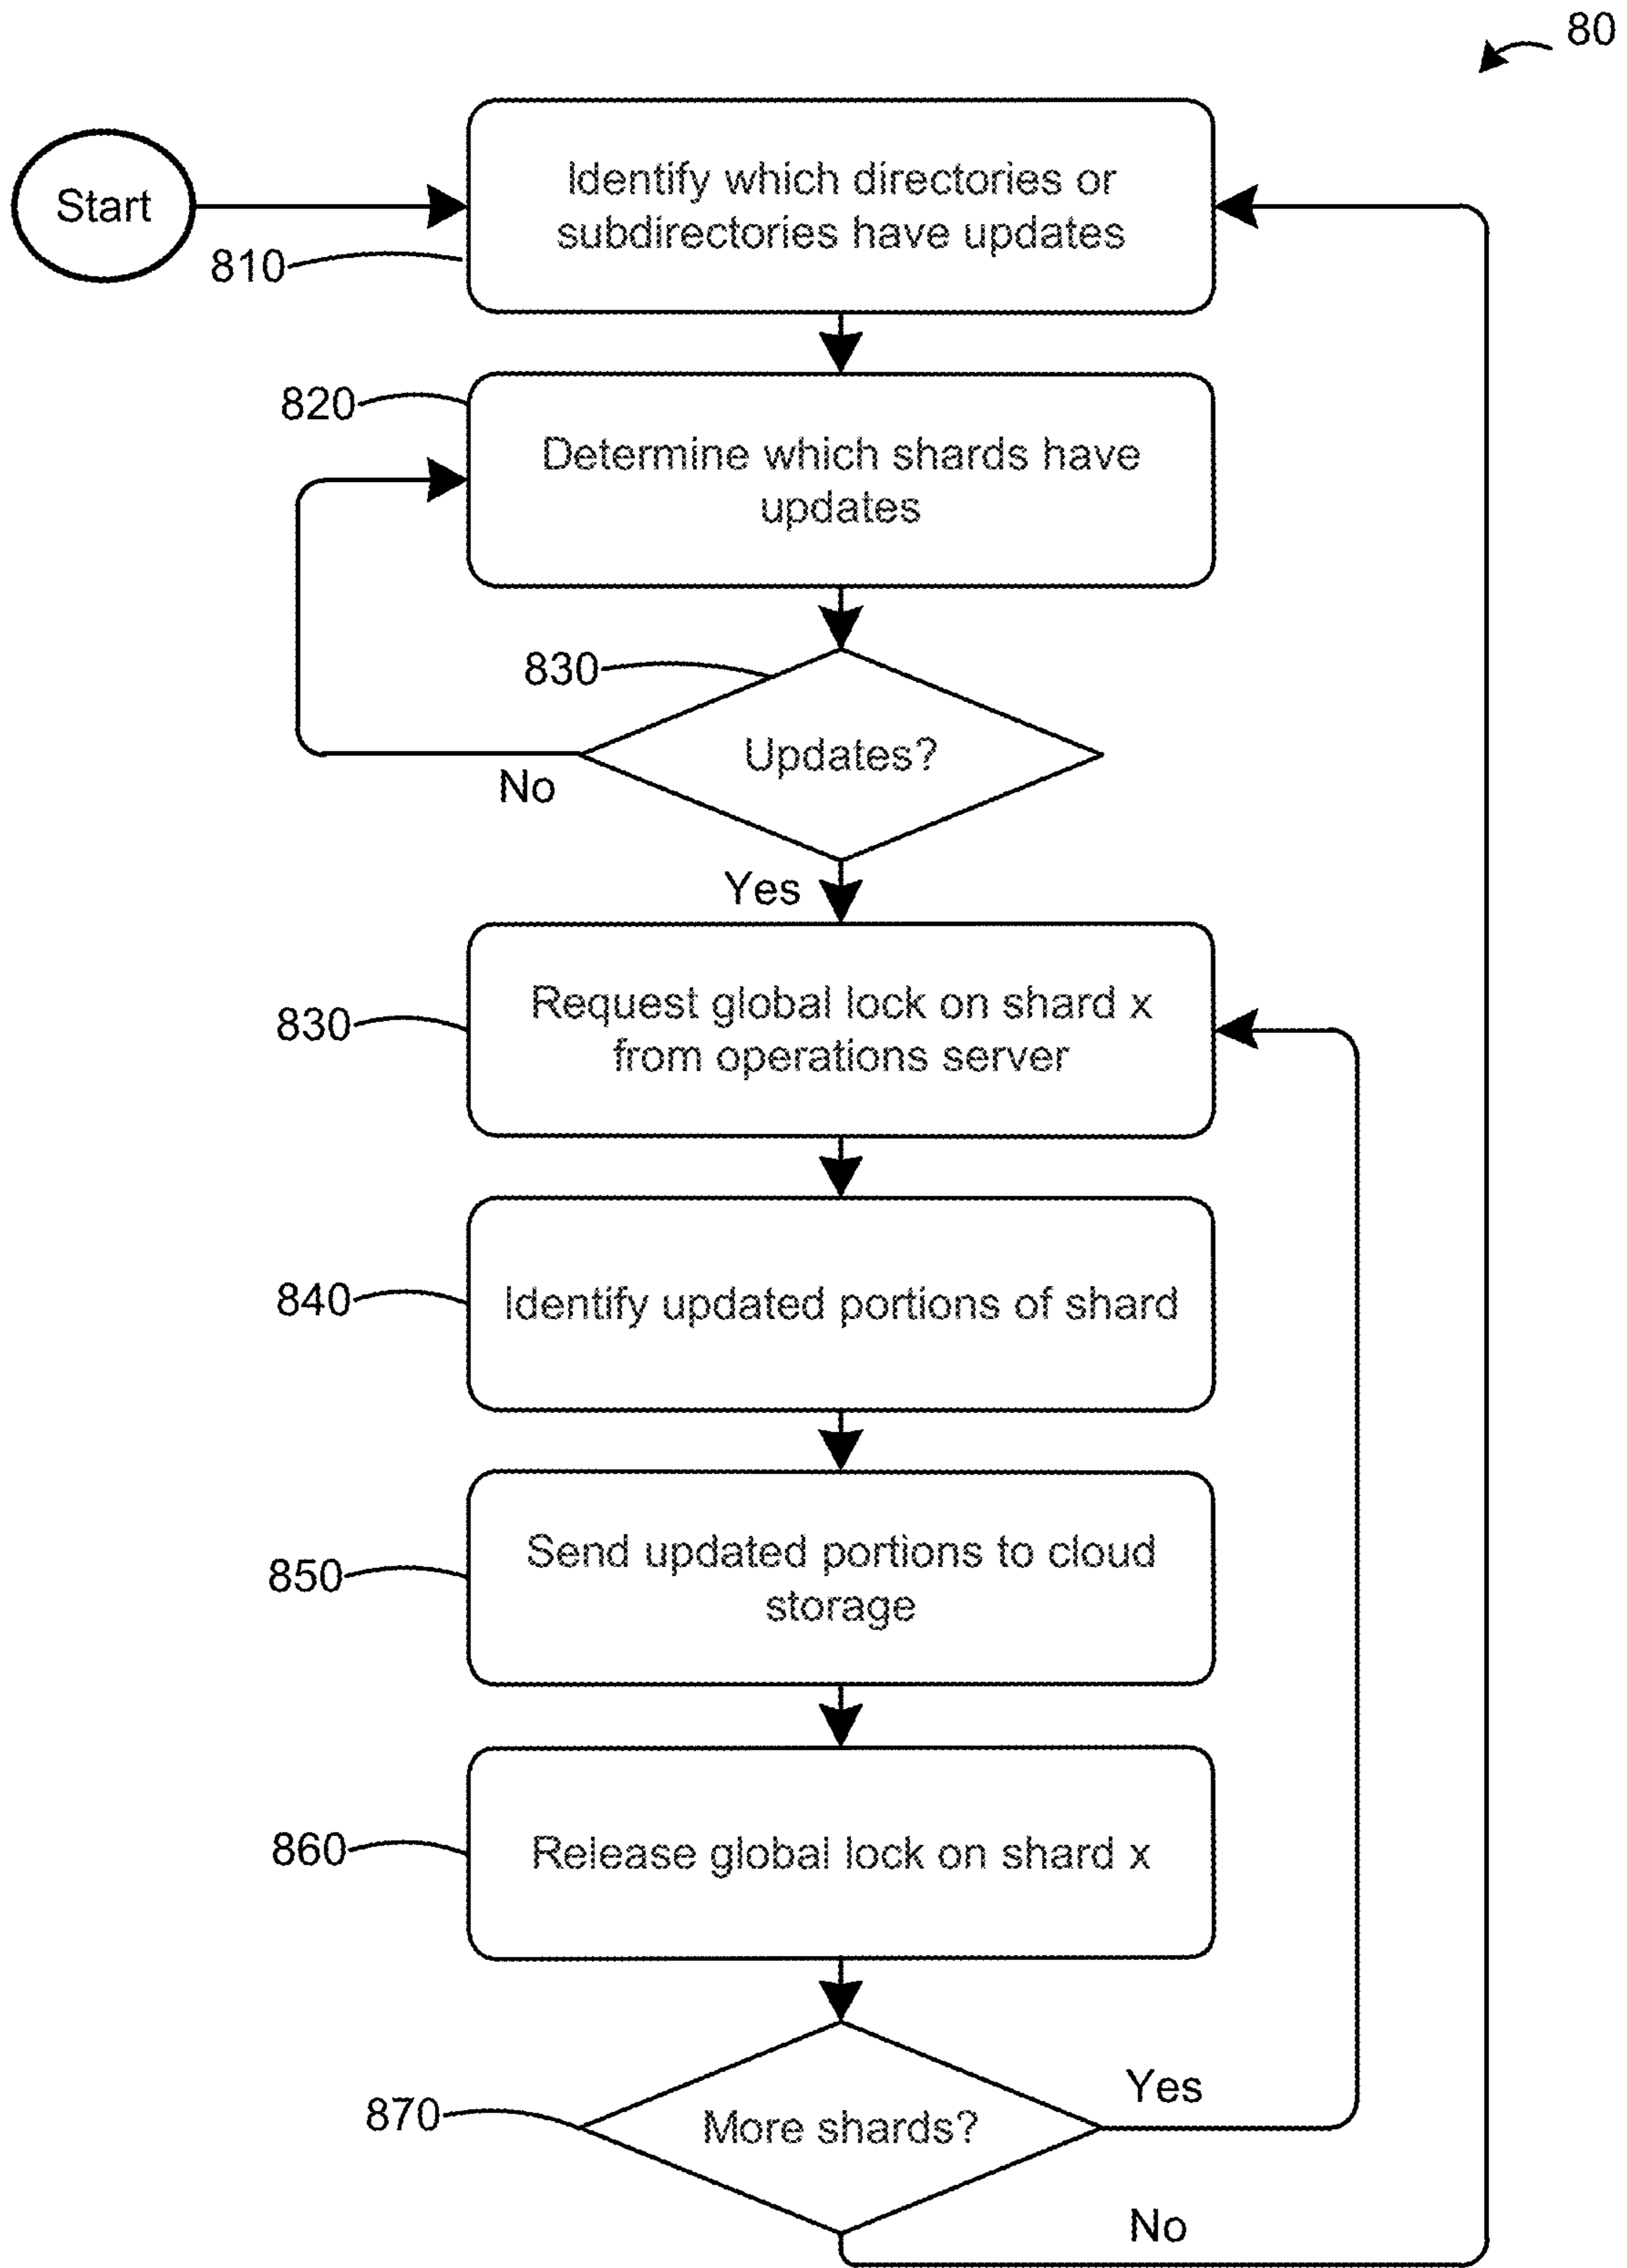 80
Start
Identify which directories or
subdirectories have updates
810
820
Determine which shards have
updates
830
Updates?
No
Yes
830
Request global lock on shard x
from operations server
840
Identify updated portions of shard
850
Send updated portions to cloud
storage
860
Release global lock on shard x
870
More shards?
Yes
No